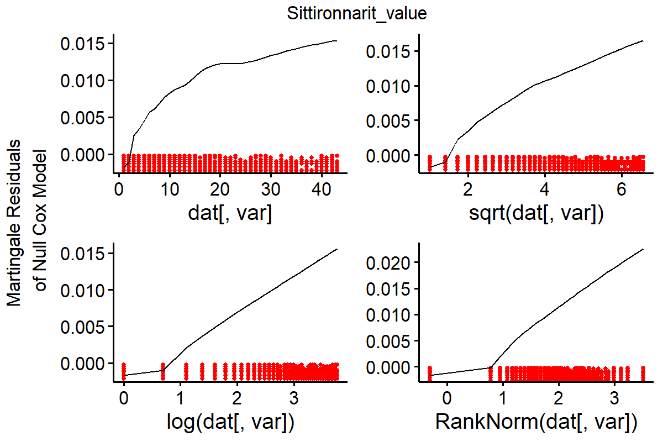 Sittironnarit_value
Martingale Residuals
of Null Cox Model
0.015
0.010
0.005
0.000
0 10 20 30 40
dat[, var]
0.015
0.010
0.005
0.000
2 4 6
sqrt(dat[, var])
0.015
0.010
0.005
0.000
0 1 2 3
log(dat[, var])
0.020
0.015
0.010
0.005
0.000
0 1 2 3
RankNorm(dat[, var])